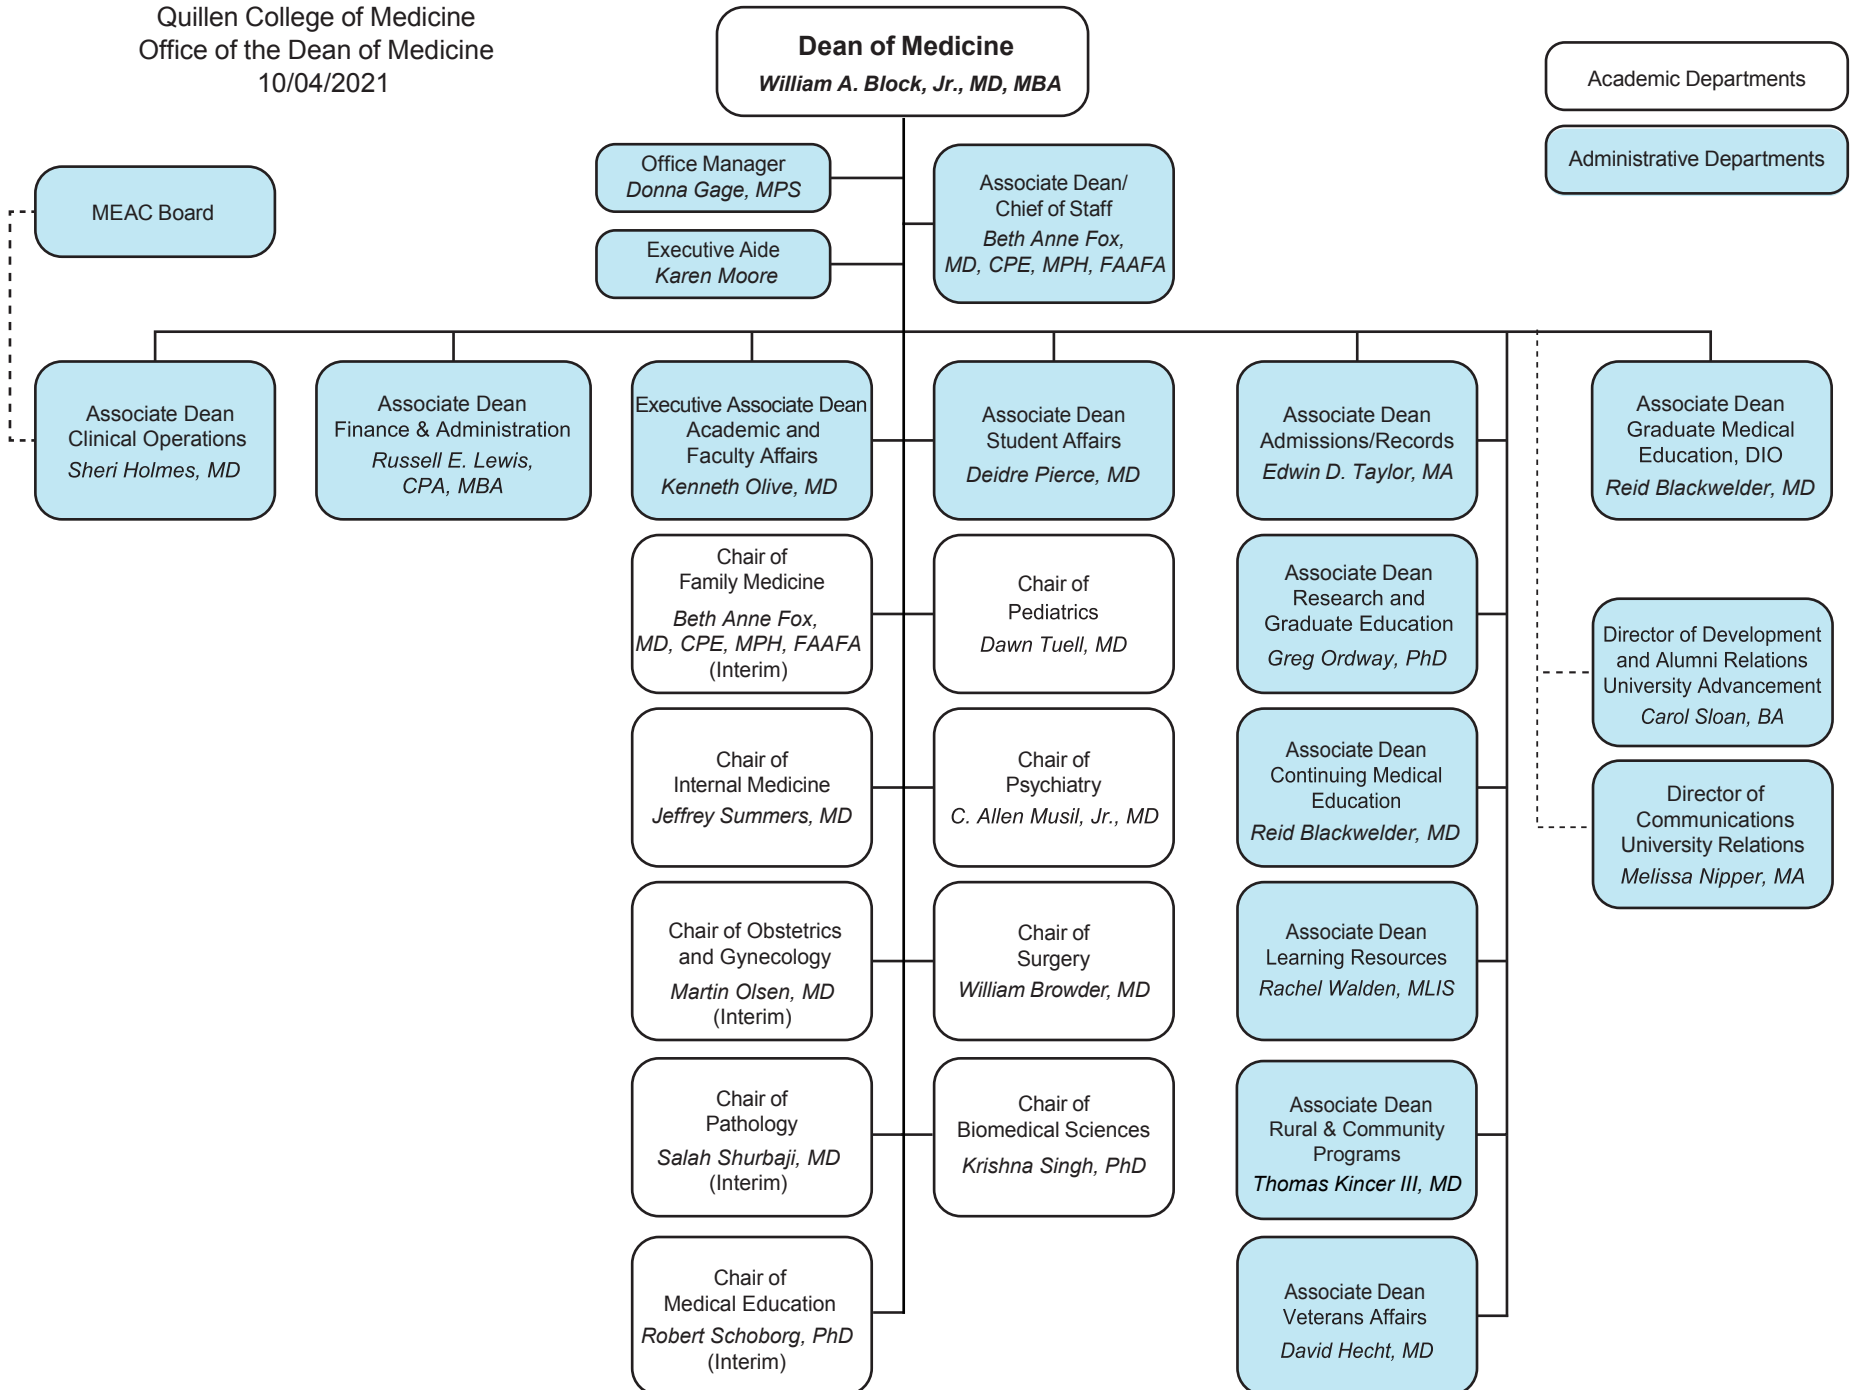 Quillen College of Medicine
Office of the Dean of Medicine
10/04/2021
Dean of Medicine
William A. Block, Jr., MD, MBA
Academic Departments
Administrative Departments
MEAC Board
Office Manager
Donna Gage, MPS
Executive Aide
Karen Moore
Associate Dean/
Chief of Staff
Beth Anne Fox,
MD, CPE, MPH, FAAFA
Associate Dean
Clinical Operations
Sheri Holmes, MD
Associate Dean
Finance & Administration
Russell E. Lewis,
CPA, MBA
Executive Associate Dean
Academic and
Faculty Affairs
Kenneth Olive, MD
Associate Dean
Student Affairs
Deidre Pierce, MD
Associate Dean
Admissions/Records
Edwin D. Taylor, MA
Associate Dean
Graduate Medical
Education, DIO
Reid Blackwelder, MD
Chair of
Family Medicine
Beth Anne Fox,
MD, CPE, MPH, FAAFA
(Interim)
Chair of
Pediatrics
Dawn Tuell, MD
Associate Dean
Research and
Graduate Education
Greg Ordway, PhD
Director of Development
and Alumni Relations
University Advancement
Carol Sloan, BA
Chair of
Internal Medicine
Jeffrey Summers, MD
Chair of
Psychiatry
C. Allen Musil, Jr., MD
Associate Dean
Continuing Medical
Education
Reid Blackwelder, MD
Director of
Communications
University Relations
Melissa Nipper, MA
Chair of Obstetrics
and Gynecology
Martin Olsen, MD
(Interim)
Chair of
Surgery
William Browder, MD
Associate Dean
Learning Resources
Rachel Walden, MLIS
Chair of
Pathology
Salah Shurbaji, MD
(Interim)
Chair of
Biomedical Sciences
Krishna Singh, PhD
Associate Dean
Rural & Community
Programs
Thomas Kincer III, MD
Chair of
Medical Education
Robert Schoborg, PhD
(Interim)
Associate Dean
Veterans Affairs
David Hecht, MD